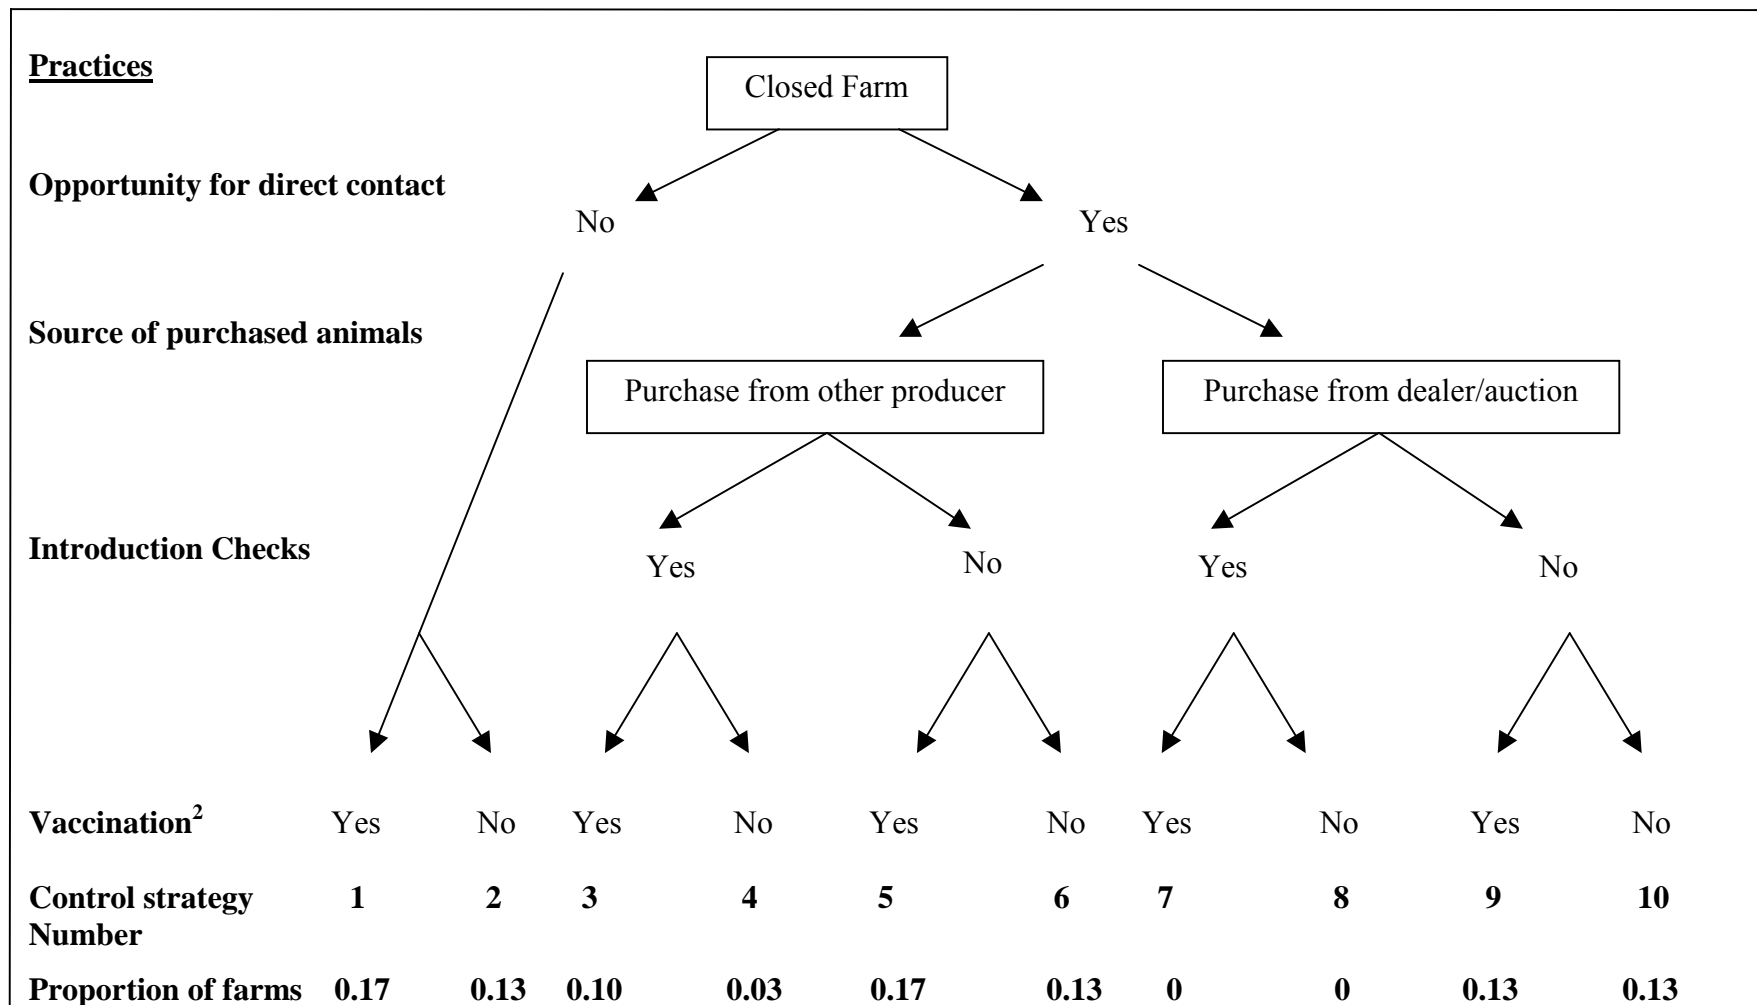 Practices
Closed Farm
Opportunity for direct contact
No Yes
Source of purchased animals
Purchase from other producer Purchase from dealer/auction
Introduction Checks
Yes No Yes No
Vaccination² Yes No Yes No Yes No Yes No Yes No
Control strategy 1 2 3 4 5 6 7 8 9 10
Number
Proportion of farms 0.17 0.13 0.10 0.03 0.17 0.13 0 0 0.13 0.13